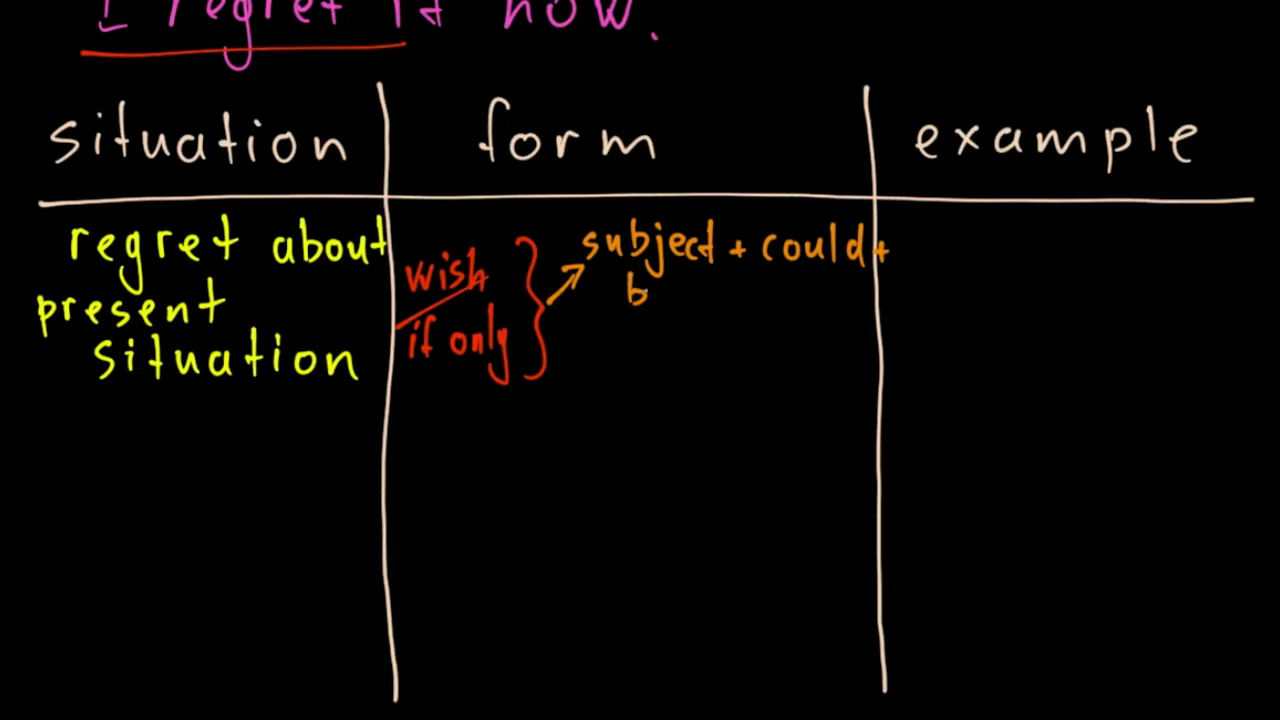 I regret it now.
situation form example
regret about
present
situation
wish
if only
subject + could +
b